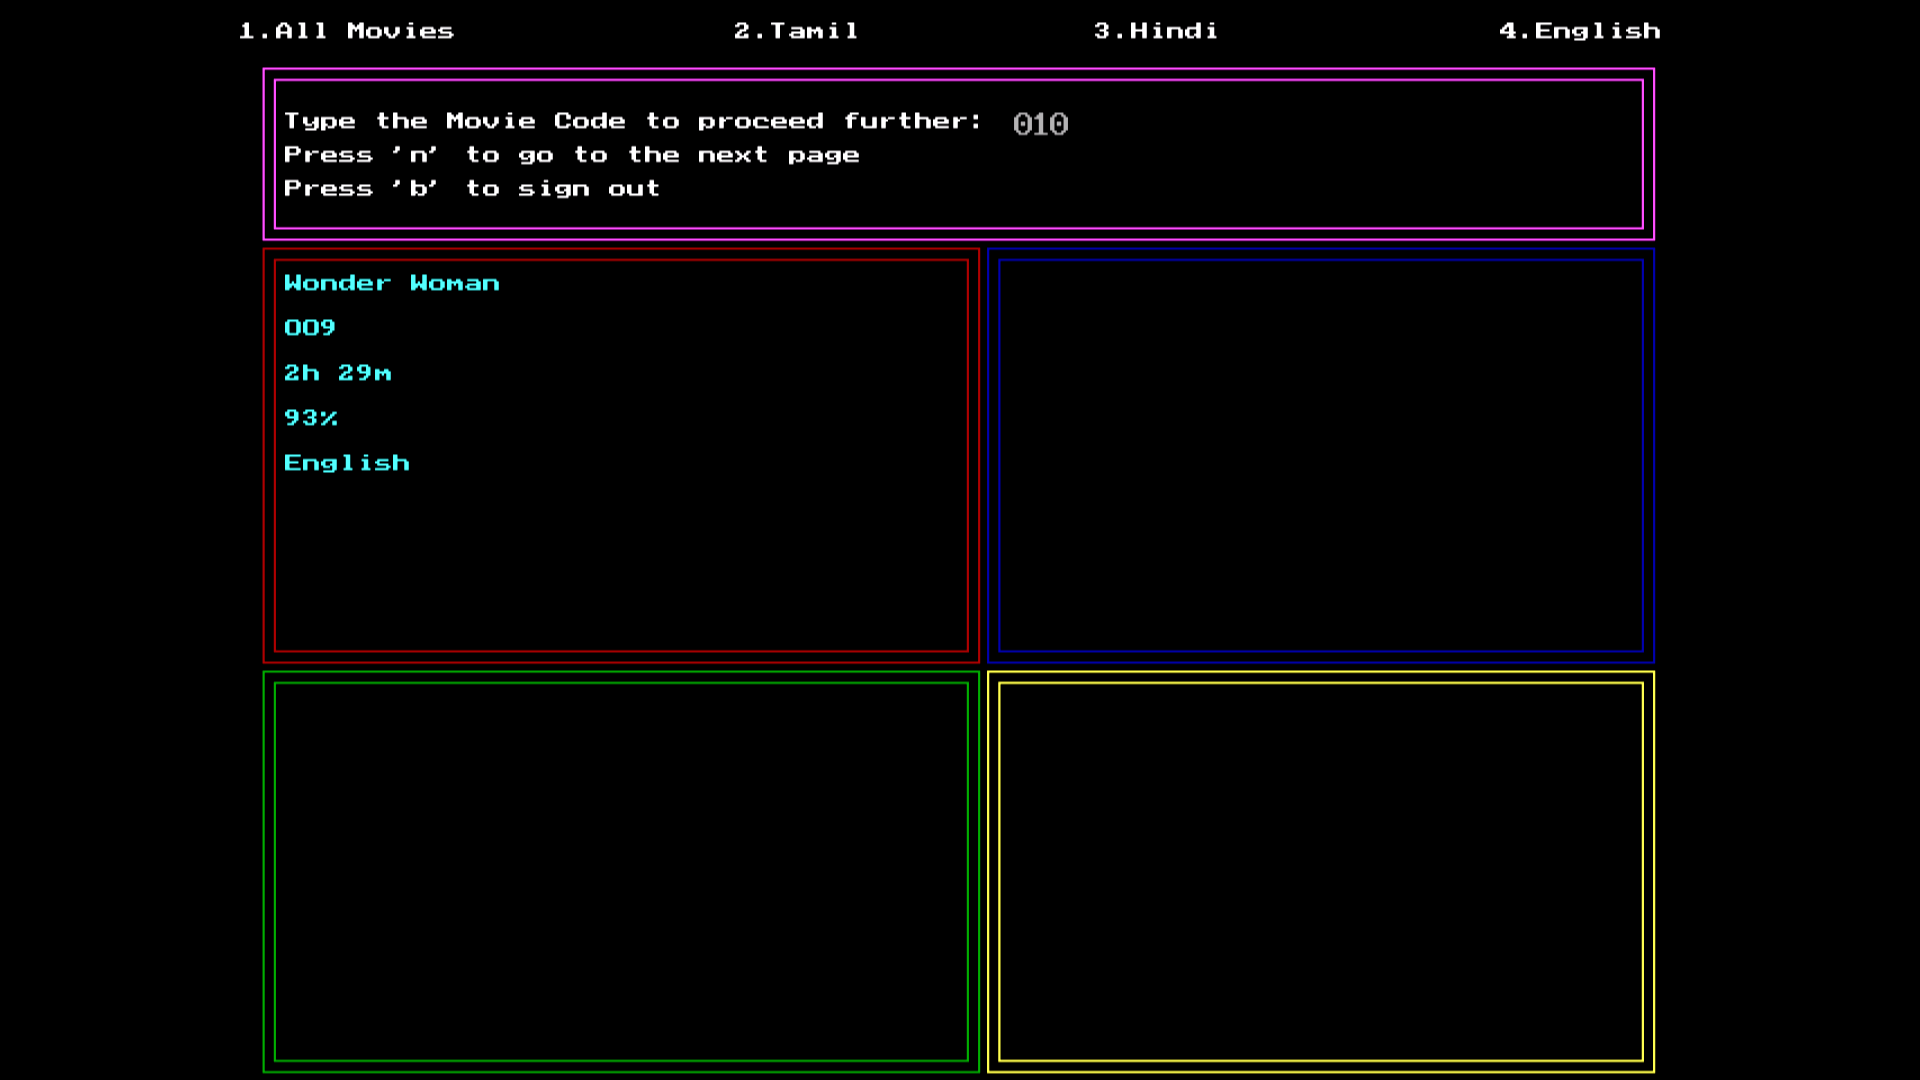 1.All Movies 2.Tamil 3.Hindi 4.English
Type the Movie Code to proceed further: 010
Press 'n' to go to the next page
Press 'b' to sign out
Wonder Woman
009
2h 29m
93%
English